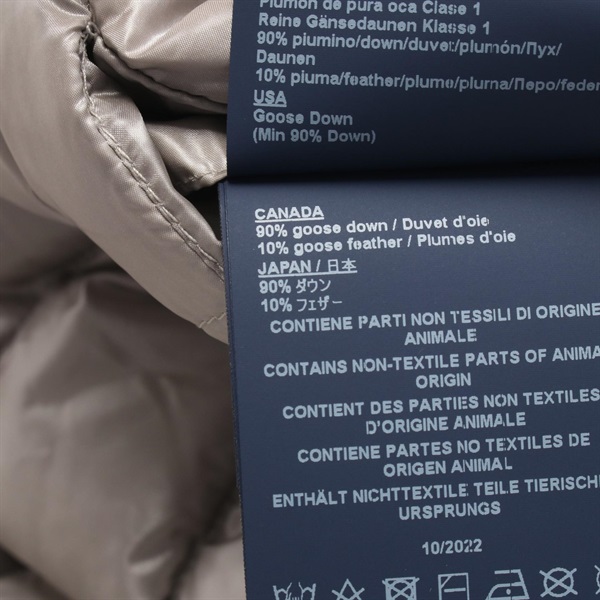 Plumón de pura oca Clase 1
Reine Gänsedaunen Klasse 1
90% piumino/down/duvet/plumón/Пух/
Daunen
10% piuma/feather/plume/pluma/Перо/feder
USA
Goose Down
(Min 90% Down)
CANADA
90% goose down / Duvet d'oie
10% goose feather / Plumes d'oie
JAPAN / 日本
90% ダウン
10% フェザー
CONTIENE PARTI NON TESSILI DI ORIGINE
ANIMALE
CONTAINS NON-TEXTILE PARTS OF ANIMA
ORIGIN
CONTIENT DES PARTIES NON TEXTILES
D'ORIGINE ANIMALE
CONTIENE PARTES NO TEXTILES DE
ORIGEN ANIMAL
ENTHÄLT NICHTTEXTILE TEILE TIERISCH
URSPRUNGS
10/2022